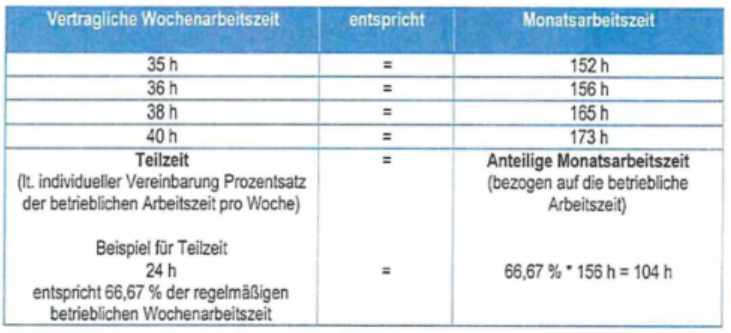 Vertragliche Wochenarbeitszeit entspricht Monatsarbeitszeit
35 h = 152 h
36 h = 156 h
38 h = 165 h
40 h = 173 h
Teilzeit = Anteilige Monatsarbeitszeit
(lt. individueller Vereinbarung Prozentsatz (bezogen auf die betriebliche
der betrieblichen Arbeitszeit pro Woche) Arbeitszeit)
Beispiel für Teilzeit
24 h = 66,67 % * 156 h = 104 h
entspricht 66,67 % der regelmäßigen
betrieblichen Wochenarbeitszeit